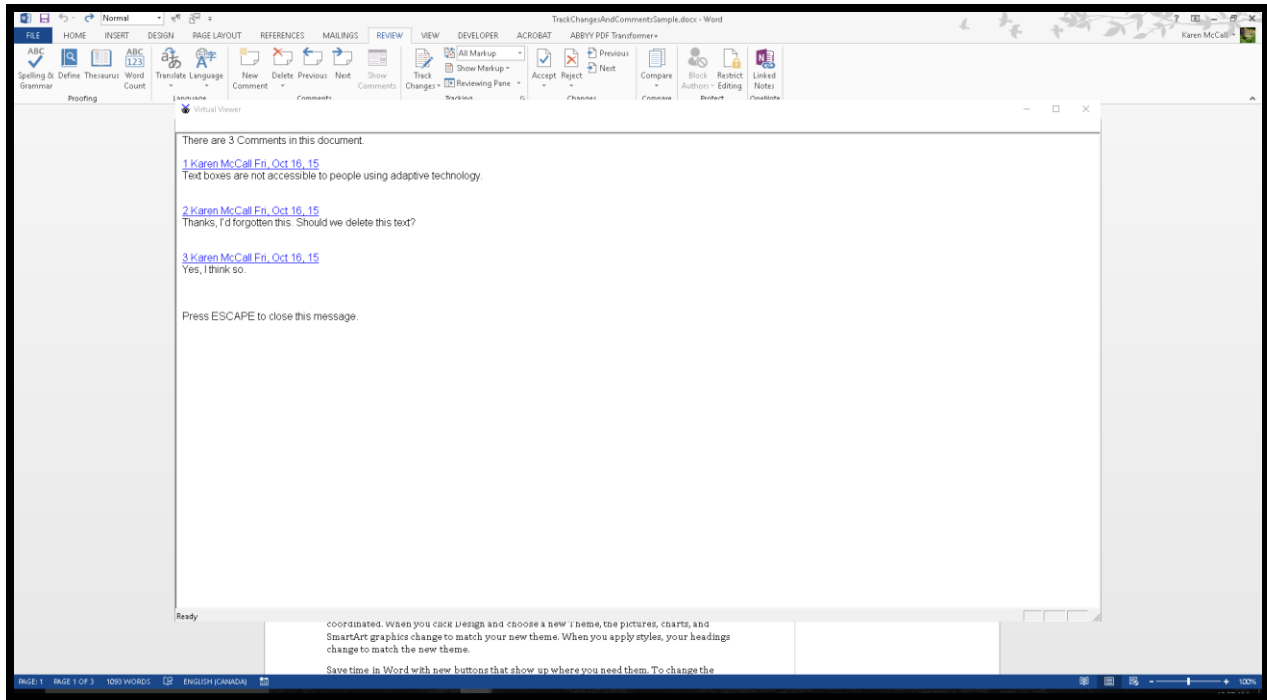 Normal
TrackChangesAndCommentsSample.docx - Word
FILE HOME INSERT DESIGN PAGE LAYOUT REFERENCES MAILINGS REVIEW VIEW DEVELOPER ACROBAT ABBYY PDF Transformer+ Karen McCall
ABC ABC 123 All Markup Previous
Spelling & Grammar Define Thesaurus Word Count Translate Language New Comment Delete Previous Next Show Comments Track Changes Show Markup Reviewing Pane Accept Reject Next Compare Block Authors Restrict Editing Linked Notes
Proofing Language Comments Tracking Changes Compare Protect OneNote
Virtual Viewer
There are 3 Comments in this document.
1 Karen McCall Fri, Oct 16, 15
Text boxes are not accessible to people using adaptive technology.
2 Karen McCall Fri, Oct 16, 15
Thanks, I'd forgotten this. Should we delete this text?
3 Karen McCall Fri, Oct 16, 15
Yes, I think so.
Press ESCAPE to close this message.
Ready
coordinated. When you click Design and choose a new Theme, the pictures, charts, and
SmartArt graphics change to match your new theme. When you apply styles, your headings
change to match the new theme.
Save time in Word with new buttons that show up where you need them. To change the
PAGE: 1 PAGE 1 OF 3 1093 WORDS ENGLISH (CANADA) 100%